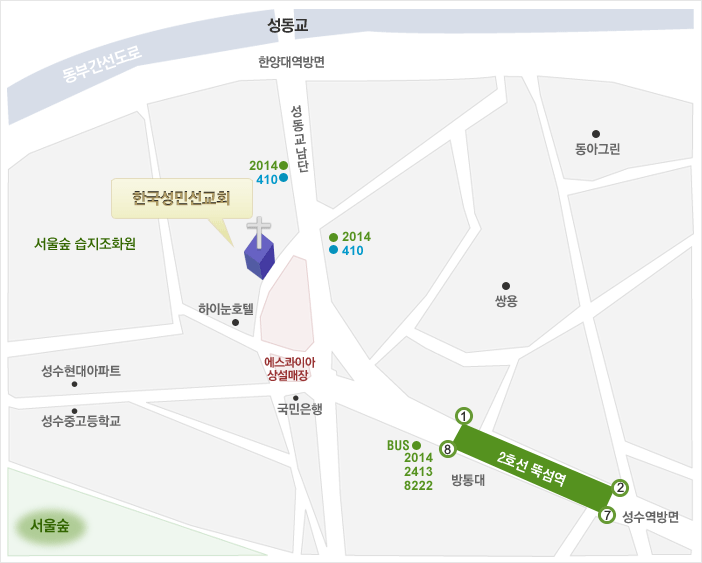 성동교
동부간선도로
한양대역방면
성동교남단
동아그린
2014
410
한국성민선교회
2014
410
서울숲 습지조화원
쌍용
하이눈호텔
에스콰이아
상설매장
성수현대아파트
국민은행
성수중고등학교
1
BUS
8
2호선 뚝섬역
2014
2413
8222
방통대
2
7
성수역방면
서울숲